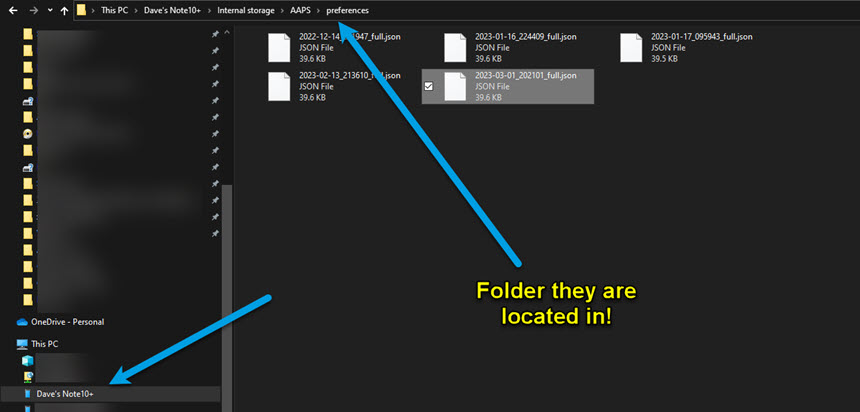 This PC > Dave's Note10+ > Internal storage > AAPS > preferences
2022-12-14_ 947_full.json
JSON File
39.6 KB
2023-01-16_224409_full.json
JSON File
39.6 KB
2023-01-17_095943_full.json
JSON File
39.5 KB
2023-02-13_213610_full.json
JSON File
39.6 KB
2023-03-01_202101_full.json
JSON File
39.6 KB
Folder they are
located in!
OneDrive - Personal
This PC
Dave's Note10+